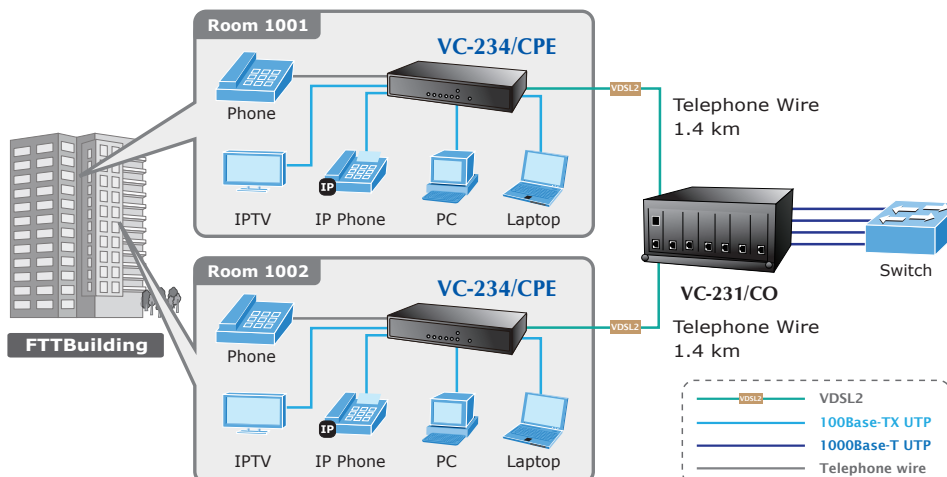 Room 1001
VC-234/CPE
Phone
IPTV
IP
IP Phone
PC
Laptop
VDSL2
Telephone Wire
1.4 km
VC-231/CO
Switch
FTTBuilding
Room 1002
VC-234/CPE
Phone
IPTV
IP
IP Phone
PC
Laptop
VDSL2
Telephone Wire
1.4 km
VDSL2
VDSL2
100Base-TX UTP
1000Base-T UTP
Telephone wire